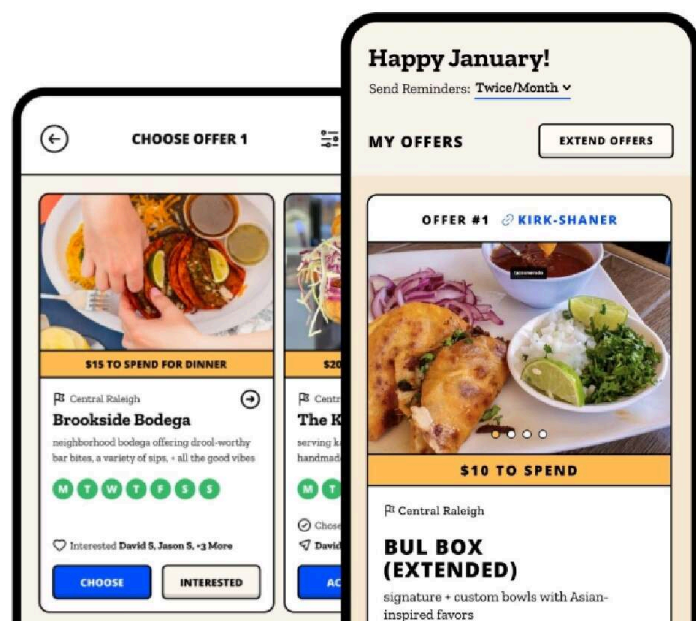 CHOOSE OFFER 1
$15 TO SPEND FOR DINNER
Central Raleigh
Brookside Bodega
neighborhood bodega offering drool-worthy
bar bites, a variety of sips, + all the good vibes
M T W T F S S
Interested David S, Jason S, +3 More
CHOOSE
INTERESTED
$20
The K
serving
handmad
M T
Chose
David
AC
Happy January!
Send Reminders: Twice/Month
MY OFFERS
EXTEND OFFERS
OFFER #1 KIRK-SHANER
$10 TO SPEND
Central Raleigh
BUL BOX
(EXTENDED)
signature + custom bowls with Asian-
inspired favors